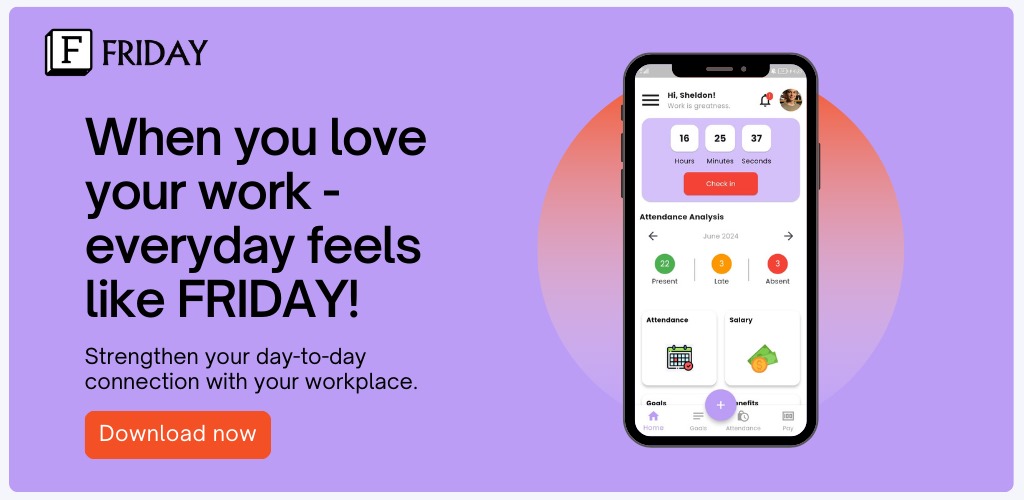 F FRIDAY
When you love
your work -
everyday feels
like FRIDAY!
Strengthen your day-to-day
connection with your workplace.
Download now
Hi, Sheldon!
Work is greatness.
16 25 37
Hours Minutes Seconds
Check in
Attendance Analysis
June 2024
22 3 3
Present Late Absent
Attendance Salary
Goals
+
Home Goals Attendance Pay